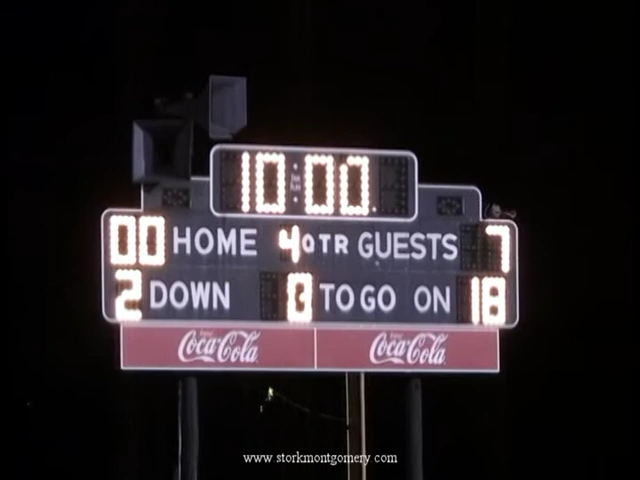 10:00
00 HOME 4 QTR GUESTS 7
2 DOWN TO GO ON 18
Coca-Cola Coca-Cola
www.storkmontgomery.com